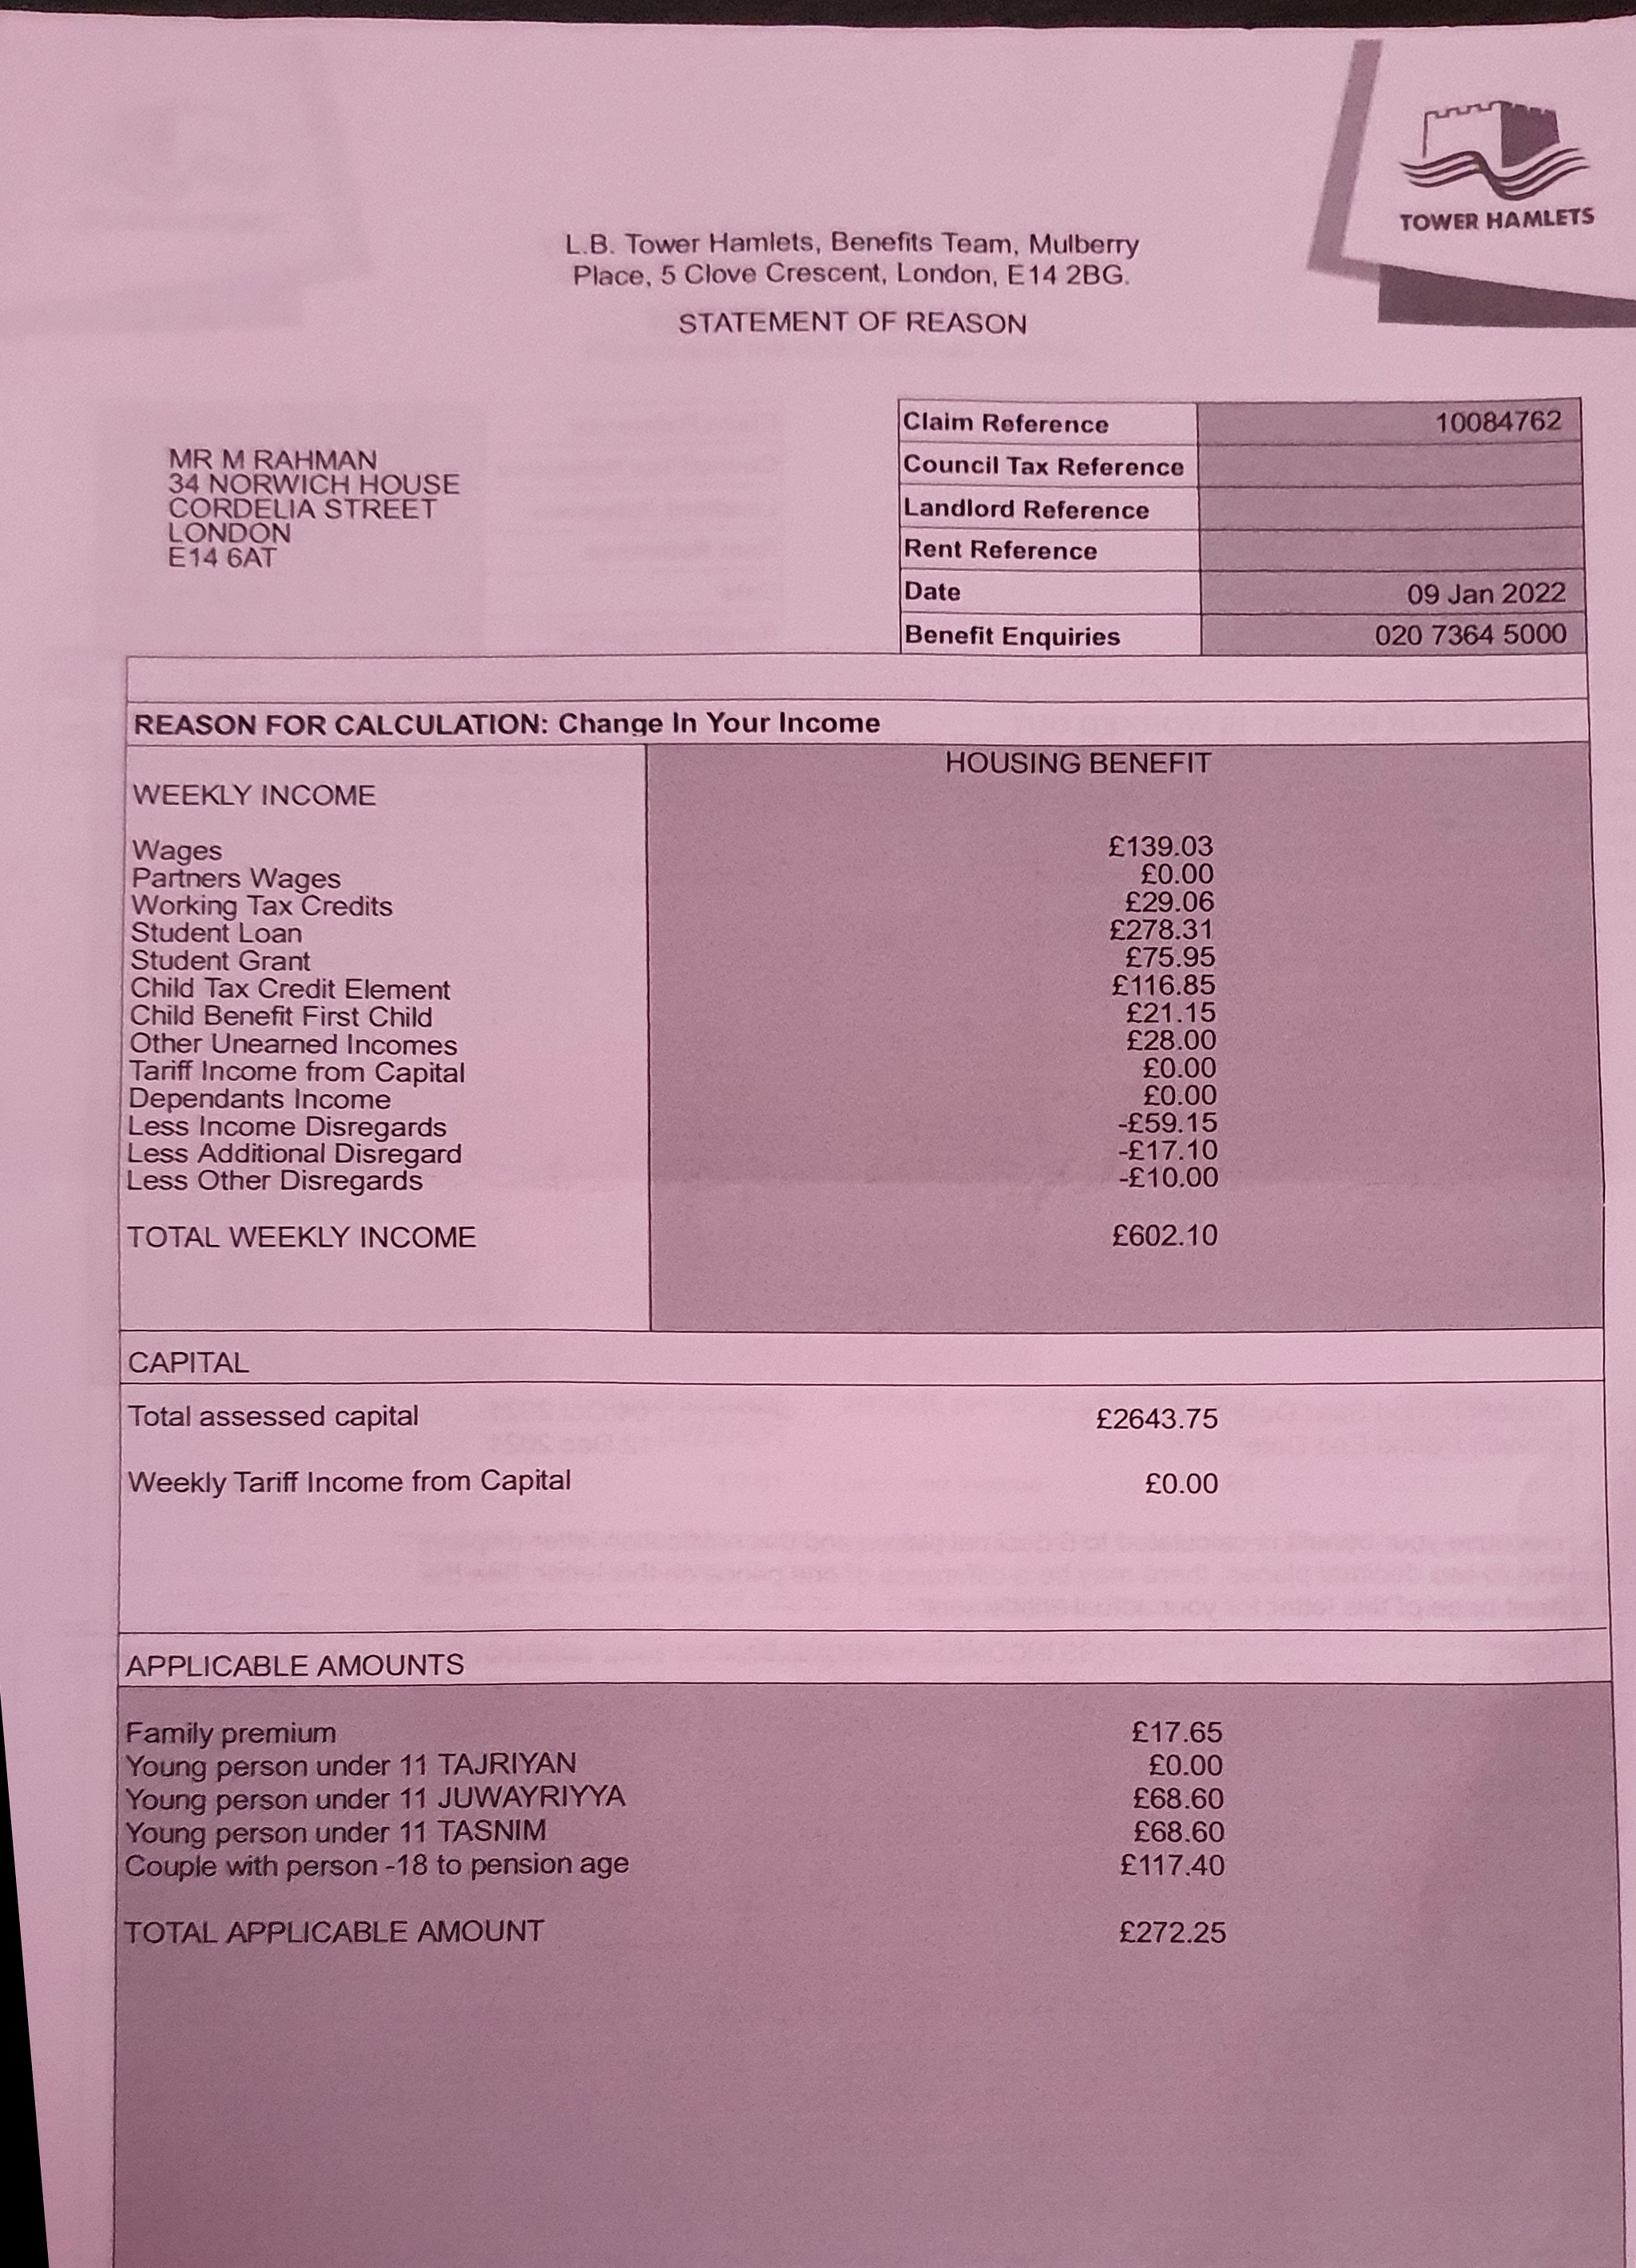 TOWER HAMLETS
L.B. Tower Hamlets, Benefits Team, Mulberry
Place, 5 Clove Crescent, London, E14 2BG.
STATEMENT OF REASON
MR M RAHMAN
34 NORWICH HOUSE
CORDELIA STREET
LONDON
E14 6AT
Claim Reference 10084762
Council Tax Reference
Landlord Reference
Rent Reference
Date 09 Jan 2022
Benefit Enquiries 020 7364 5000
REASON FOR CALCULATION: Change In Your Income
HOUSING BENEFIT
WEEKLY INCOME
Wages £139.03
Partners Wages £0.00
Working Tax Credits £29.06
Student Loan £278.31
Student Grant £75.95
Child Tax Credit Element £116.85
Child Benefit First Child £21.15
Other Unearned Incomes £28.00
Tariff Income from Capital £0.00
Dependants Income £0.00
Less Income Disregards -£59.15
Less Additional Disregard -£17.10
Less Other Disregards -£10.00
TOTAL WEEKLY INCOME £602.10
CAPITAL
Total assessed capital £2643.75
Weekly Tariff Income from Capital £0.00
APPLICABLE AMOUNTS
Family premium £17.65
Young person under 11 TAJRIYAN £0.00
Young person under 11 JUWAYRIYYA £68.60
Young person under 11 TASNIM £68.60
Couple with person -18 to pension age £117.40
TOTAL APPLICABLE AMOUNT £272.25